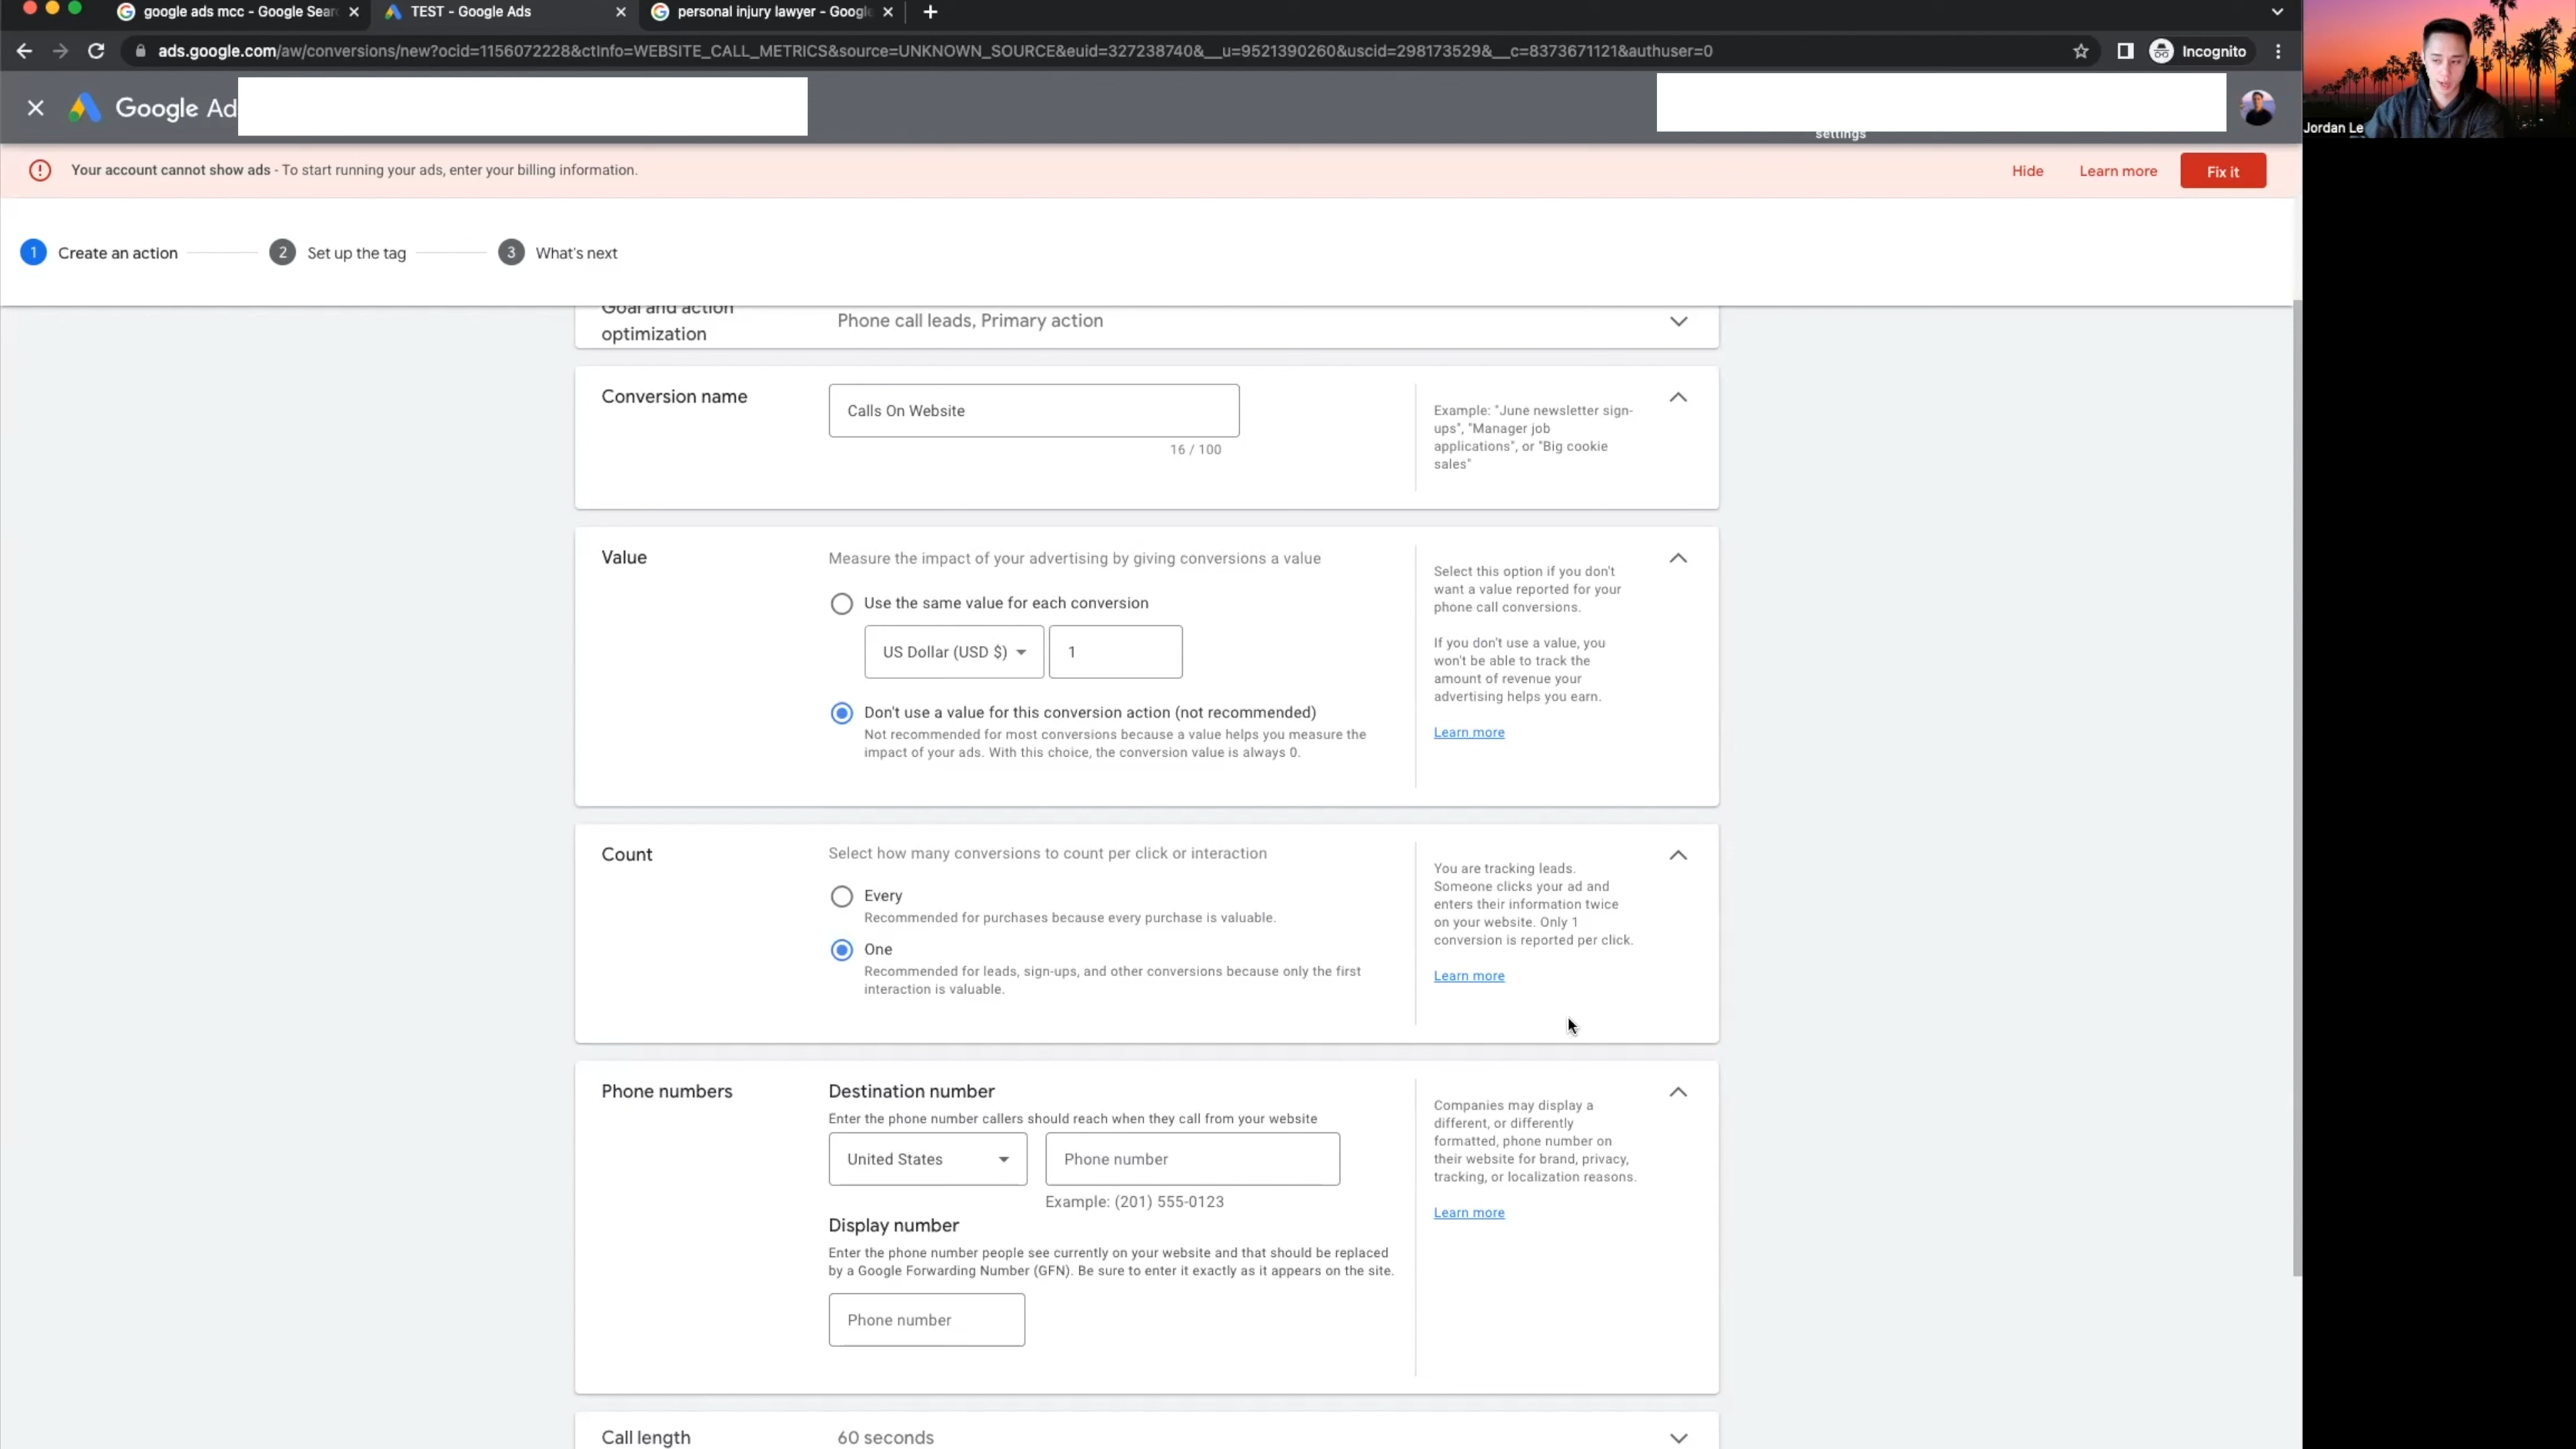 google ads mcc - Google Sear
TEST - Google Ads
personal injury lawyer - Google
ads.google.com/aw/conversions/new?ocid=1156072228&ctInfo=WEBSITE_CALL_METRICS&source=UNKNOWN_SOURCE&euid=327238740&__u=9521390260&uscid=298173529&__c=8373671121&authuser=0
Incognito
Google Ad
settings
Jordan Le
Your account cannot show ads - To start running your ads, enter your billing information.
Hide
Learn more
Fix it
1 Create an action
2 Set up the tag
3 What's next
Goal and action
optimization
Phone call leads, Primary action
Conversion name
Calls On Website
16 / 100
Example: "June newsletter sign-
ups", "Manager job
applications", or "Big cookie
sales"
Value
Measure the impact of your advertising by giving conversions a value
Use the same value for each conversion
US Dollar (USD $)
1
Don't use a value for this conversion action (not recommended)
Not recommended for most conversions because a value helps you measure the
impact of your ads. With this choice, the conversion value is always 0.
Select this option if you don't
want a value reported for your
phone call conversions.
If you don't use a value, you
won't be able to track the
amount of revenue your
advertising helps you earn.
Learn more
Count
Select how many conversions to count per click or interaction
Every
Recommended for purchases because every purchase is valuable.
One
Recommended for leads, sign-ups, and other conversions because only the first
interaction is valuable.
You are tracking leads.
Someone clicks your ad and
enters their information twice
on your website. Only 1
conversion is reported per click.
Learn more
Phone numbers
Destination number
Enter the phone number callers should reach when they call from your website
United States
Phone number
Example: (201) 555-0123
Display number
Enter the phone number people see currently on your website and that should be replaced
by a Google Forwarding Number (GFN). Be sure to enter it exactly as it appears on the site.
Phone number
Companies may display a
different, or differently
formatted, phone number on
their website for brand, privacy,
tracking, or localization reasons.
Learn more
Call length
60 seconds